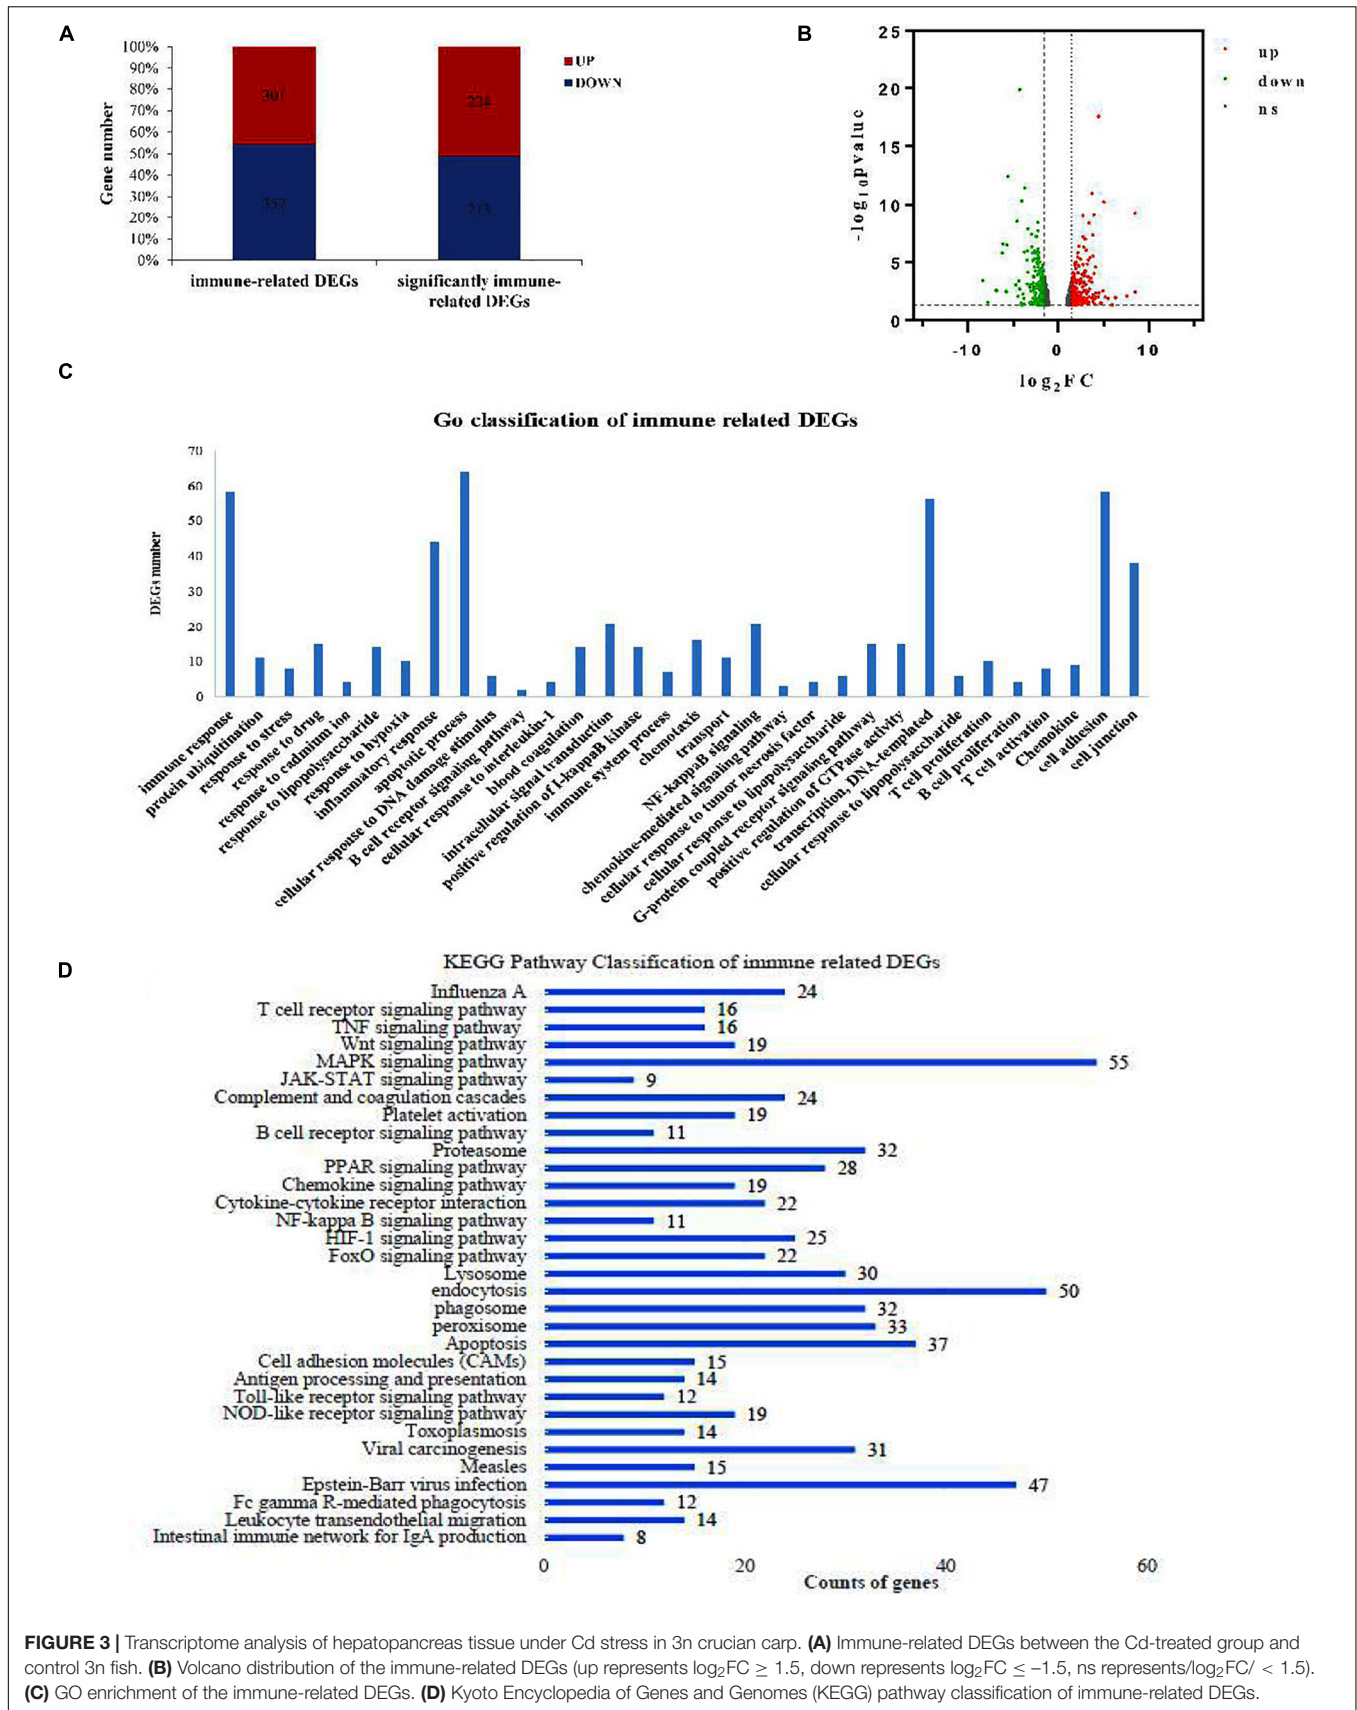 A
100%
90%
80%
70%
60%
50%
40%
30%
20%
10%
0%
Gene number
301
357
213
immune-related DEGs
significantly immune-
related DEGs
UP
DOWN
B
25
20
15
10
5
0
-log10pvalue
-10
0
10
log2FC
up
down
ns
C
Go classification of immune related DEGs
70
60
50
40
30
20
10
0
DEGs number
immune response
protein ubiquitination
response to stress
response to drug
response to cadmium ion
response to lipopolysaccharide
response to hypoxia
inflammatory response
apoptotic process
cellular response to DNA damage stimulus
B cell receptor signaling pathway
cellular response to interleukin-1
blood coagulation
intracellular signal transduction
positive regulation of I-kappaB kinase
immune system process
chemotaxis
transport
NF-kappaB signaling
chemokine-mediated signaling pathway
cellular response to tumor necrosis factor
cellular response to lipopolysaccharide
G-protein coupled receptor signaling pathway
positive regulation of GTPase activity
transcription, DNA-templated
cellular response to lipopolysaccharide
T cell proliferation
B cell proliferation
T cell activation
Chemokine
cell adhesion
cell junction
D
KEGG Pathway Classification of immune related DEGs
Influenza A 24
T cell receptor signaling pathway 16
TNF signaling pathway 16
Wnt signaling pathway 19
MAPK signaling pathway 55
JAK-STAT signaling pathway 9
Complement and coagulation cascades 24
Platelet activation 19
B cell receptor signaling pathway 11
Proteasome 32
PPAR signaling pathway 28
Chemokine signaling pathway 19
Cytokine-cytokine receptor interaction 22
NF-kappa B signaling pathway 11
HIF-1 signaling pathway 25
FoxO signaling pathway 22
Lysosome 30
endocytosis 50
phagosome 32
peroxisome 33
Apoptosis 37
Cell adhesion molecules (CAMs) 15
Antigen processing and presentation 14
Toll-like receptor signaling pathway 12
NOD-like receptor signaling pathway 19
Toxoplasmosis 14
Viral carcinogenesis 31
Measles 15
Epstein-Barr virus infection 47
Fc gamma R-mediated phagocytosis 12
Leukocyte transendothelial migration 14
Intestinal immune network for IgA production 8
0 20 40 60
Counts of genes
FIGURE 3 | Transcriptome analysis of hepatopancreas tissue under Cd stress in 3n crucian carp. (A) Immune-related DEGs between the Cd-treated group and
control 3n fish. (B) Volcano distribution of the immune-related DEGs (up represents log2FC ≥ 1.5, down represents log2FC ≤ –1.5, ns represents/log2FC/ < 1.5).
(C) GO enrichment of the immune-related DEGs. (D) Kyoto Encyclopedia of Genes and Genomes (KEGG) pathway classification of immune-related DEGs.